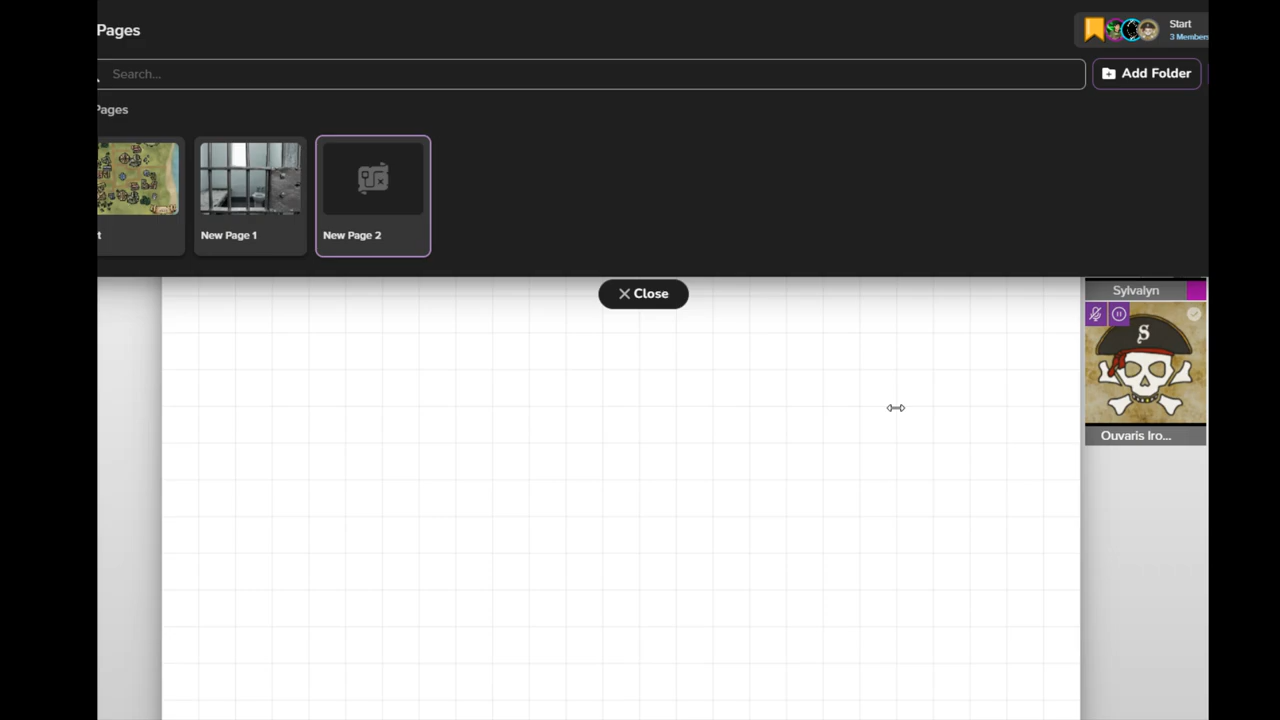 Pages
Start
3 Members
Search...
Add Folder
Pages
t
New Page 1
New Page 2
Close
Sylvalyn
S
Ouvaris Iro...